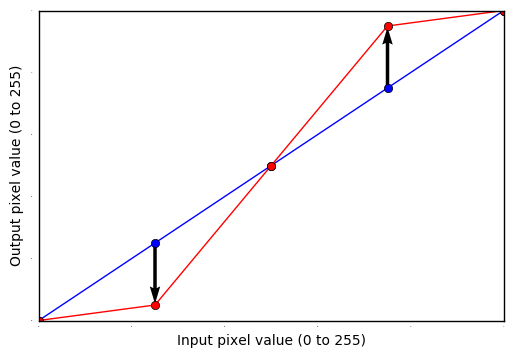 Output pixel value (0 to 255)
Input pixel value (0 to 255)